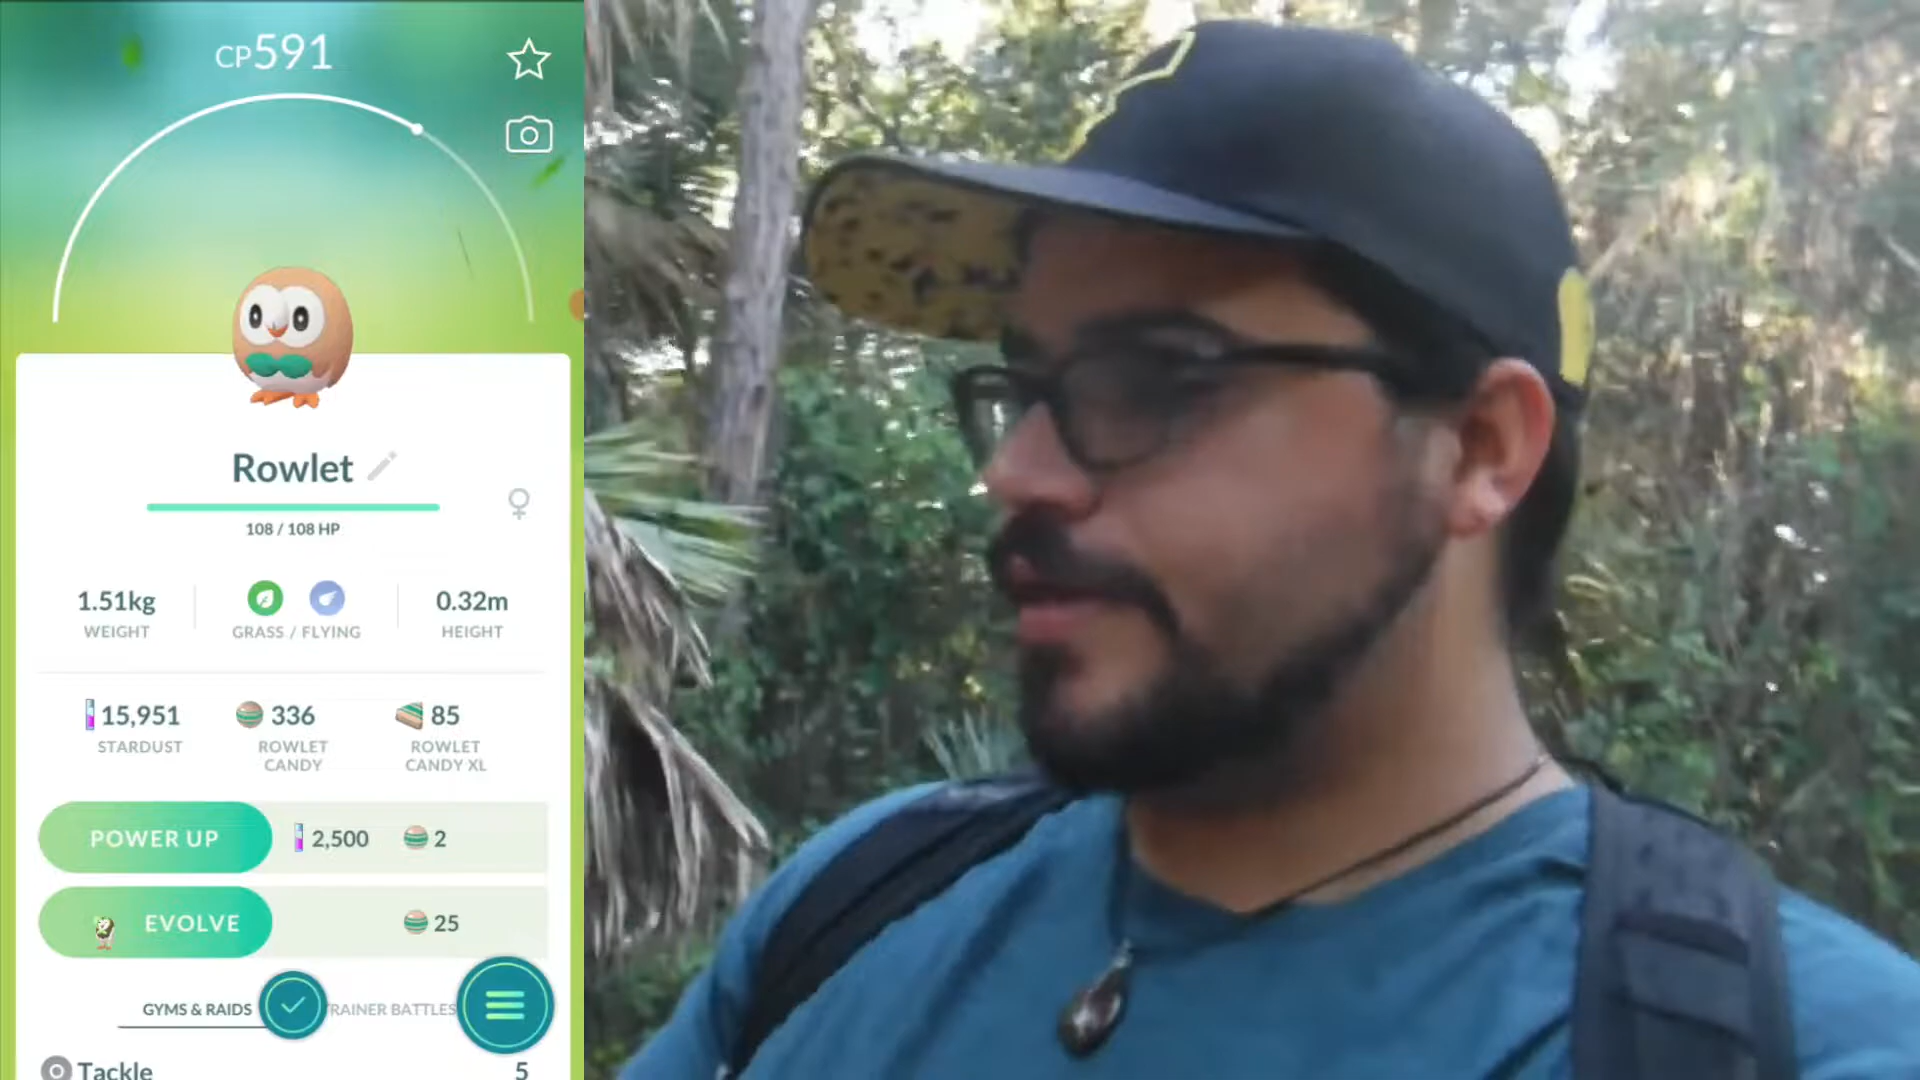 CP591
Rowlet
108 / 108 HP
1.51kg
WEIGHT
GRASS / FLYING
0.32m
HEIGHT
15,951
STARDUST
336
ROWLET
CANDY
85
ROWLET
CANDY XL
POWER UP
2,500
2
EVOLVE
25
GYMS & RAIDS
RAINER BATTLES
Tackle
5